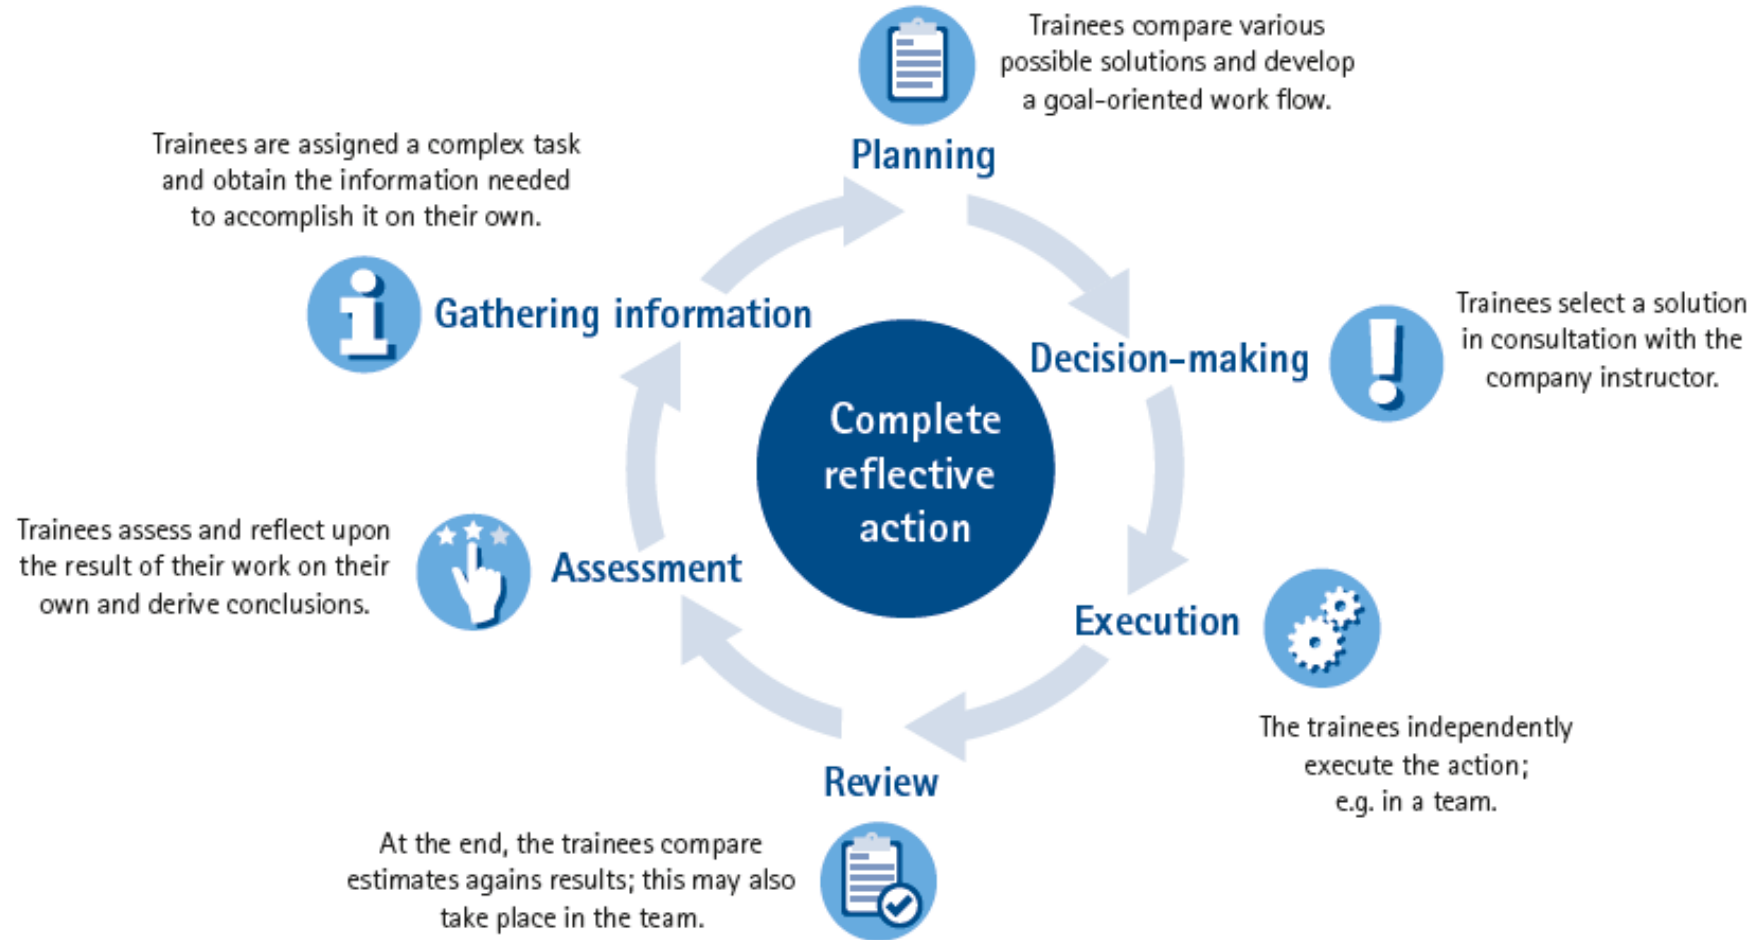 Trainees compare various
possible solutions and develop
a goal-oriented work flow.
Planning
Trainees are assigned a complex task
and obtain the information needed
to accomplish it on their own.
Gathering information
Trainees select a solution
in consultation with the
company instructor.
Decision-making
Complete
reflective
action
Trainees assess and reflect upon
the result of their work on their
own and derive conclusions.
Assessment
Execution
The trainees independently
execute the action;
e.g. in a team.
Review
At the end, the trainees compare
estimates agains results; this may also
take place in the team.